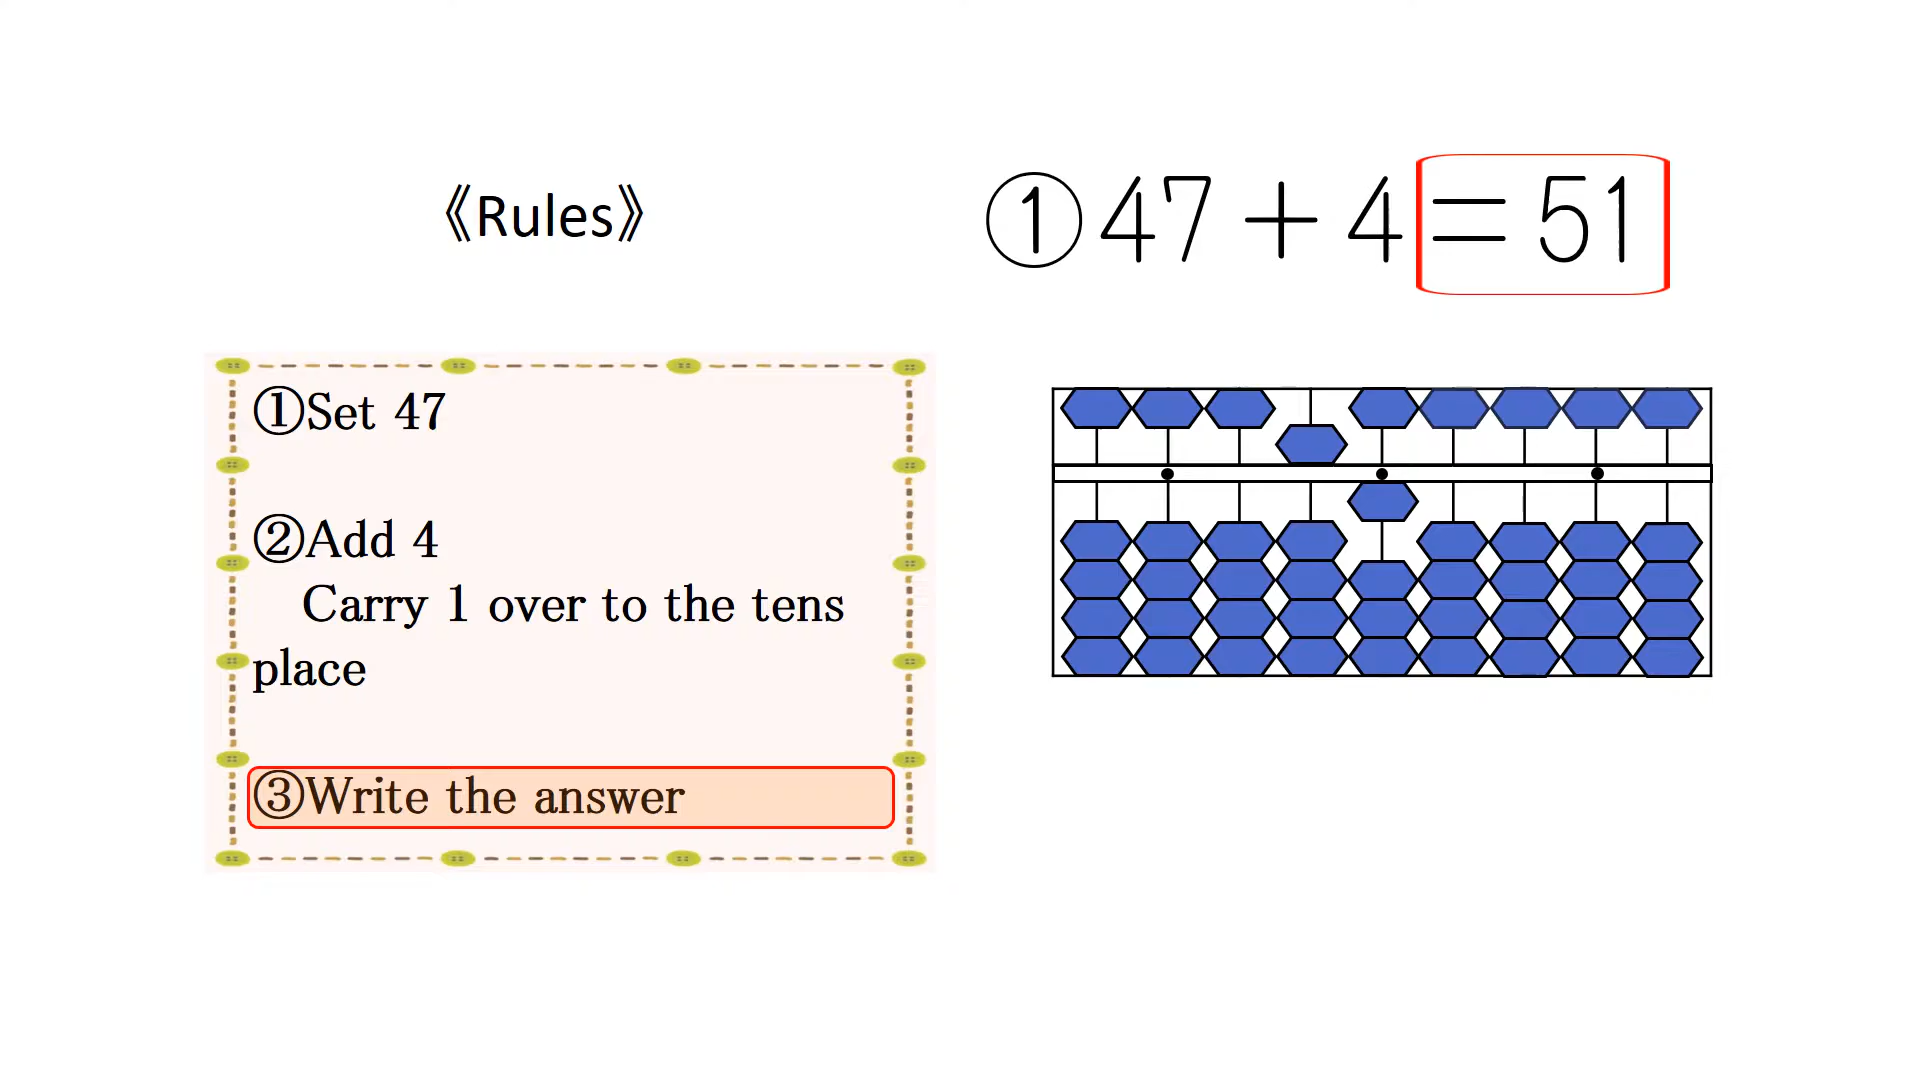 《Rules》
①47+4=51
①Set 47
②Add 4
Carry 1 over to the tens
place
③Write the answer